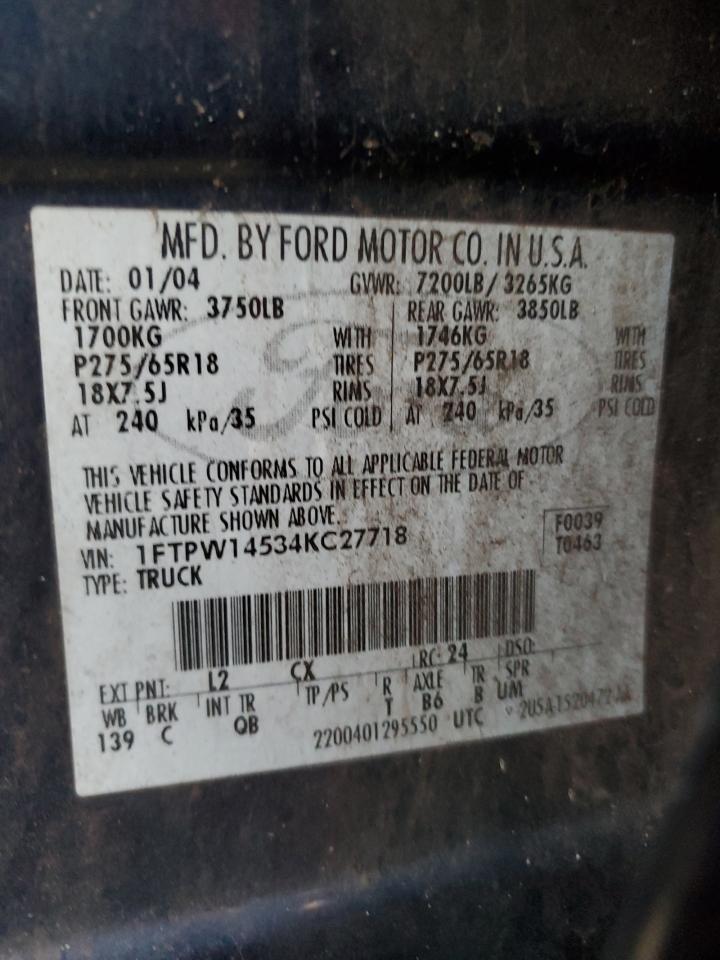 MFD. BY FORD MOTOR CO. IN U.S.A.
DATE: 01/04 GVWR: 7200LB/ 3265KG
FRONT GAWR: 3750LB REAR GAWR: 3850LB
1700KG WITH 1746KG WITH
P275/65R18 TIRES P275/65R18 TIRES
18X7.5J RIMS 18X7.5J RIMS
AT 240 kPa/35 PSI COLD AT 240 kPa/35 PSI COLD
THIS VEHICLE CONFORMS TO ALL APPLICABLE FEDERAL MOTOR
VEHICLE SAFETY STANDARDS IN EFFECT ON THE DATE OF
MANUFACTURE SHOWN ABOVE.
VIN: 1FTPW14534KC27718
F0039
T0463
TYPE: TRUCK
EXT PNT: L2 CX RC: 24 DSO:
WB BRK INT TR TP/PS R AXLE TR SPR
139 C QB T B6 B UM
2200401295550 UTC